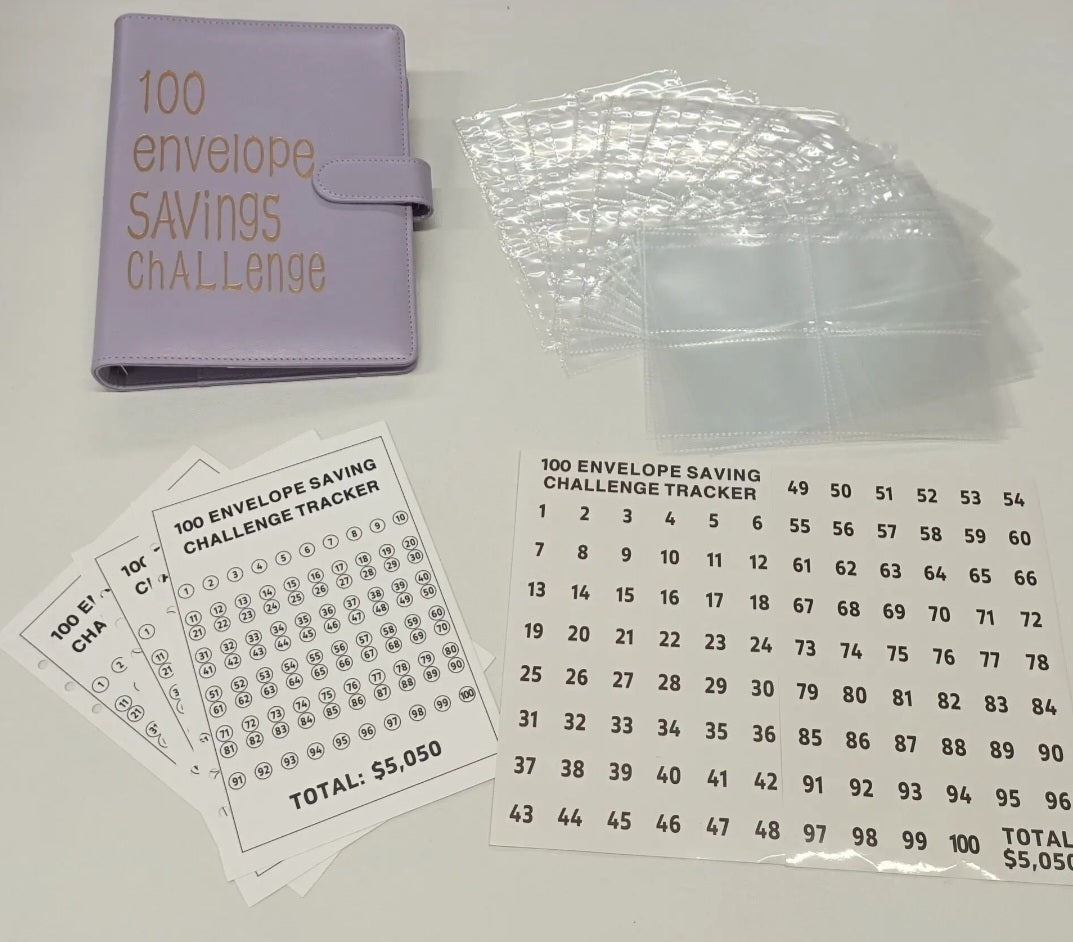 100
envelope
SAVings
ChALLenge
100 ENVELOPE SAVING
CHALLENGE TRACKER
1 2 3 4 5 6 7 8 9 10
11 12 13 14 15 16 17 18 19 20
21 22 23 24 25 26 27 28 29 30
31 32 33 34 35 36 37 38 39 40
41 42 43 44 45 46 47 48 49 50
51 52 53 54 55 56 57 58 59 60
61 62 63 64 65 66 67 68 69 70
71 72 73 74 75 76 77 78 79 80
81 82 83 84 85 86 87 88 89 90
91 92 93 94 95 96 97 98 99 100
TOTAL: $5,050
100
CHA
1 2
11
21
1
11
21
100 ENVELOPE SAVING
CHALLENGE TRACKER
49 50 51 52 53 54
1 2 3 4 5 6 55 56 57 58 59 60
7 8 9 10 11 12 61 62 63 64 65 66
13 14 15 16 17 18 67 68 69 70 71 72
19 20 21 22 23 24 73 74 75 76 77 78
25 26 27 28 29 30 79 80 81 82 83 84
31 32 33 34 35 36 85 86 87 88 89 90
37 38 39 40 41 42 91 92 93 94 95 96
43 44 45 46 47 48 97 98 99 100 TOTAL
$5,050